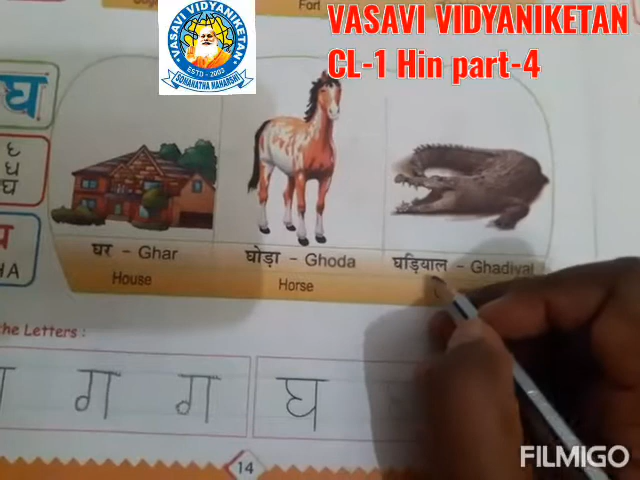 VASAVI VIDYANIKETAN
CL-1 Hin part-4
VASAVI VIDYANIKETAN
ESTD - 2003
Fort
घ
घ
घर - Ghar
House
घोड़ा - Ghoda
Horse
घड़ियाल - Ghadiyal
the Letters :
ग ग घ
14
FILMIGO